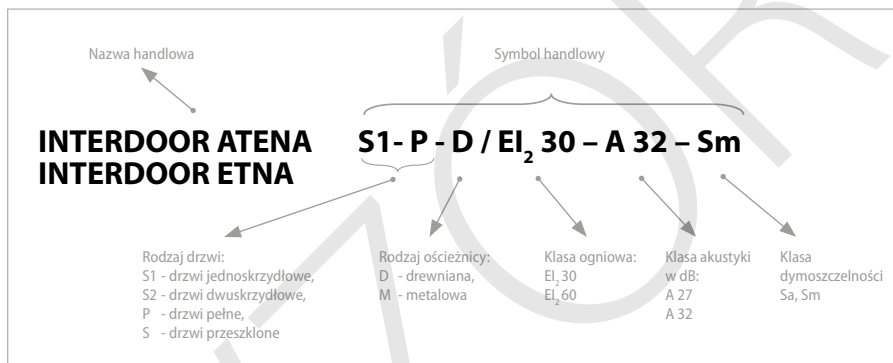 Nazwa handlowa
Symbol handlowy
INTERDOOR ATENA S1- P - D / EI₂ 30 – A 32 – Sm
INTERDOOR ETNA
Rodzaj drzwi:
S1 - drzwi jednoskrzydłowe,
S2 - drzwi dwuskrzydłowe,
P - drzwi pełne,
S - drzwi przeszklone
Rodzaj ościeżnicy:
D - drewniana,
M - metalowa
Klasa ogniowa:
EI₂ 30
EI₂ 60
Klasa akustyki
w dB:
A 27
A 32
Klasa
dymoszczelności
Sa, Sm